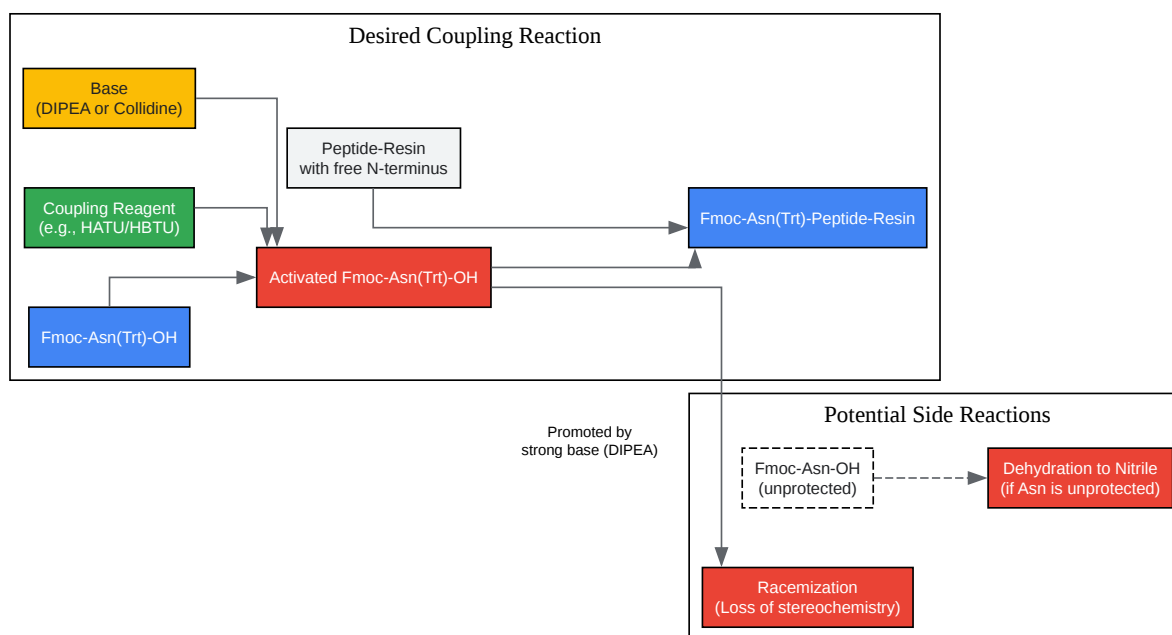 Desired Coupling Reaction
Base
(DIPEA or Collidine)
Peptide-Resin
with free N-terminus
Coupling Reagent
(e.g., HATU/HBTU)
Fmoc-Asn(Trt)-Peptide-Resin
Activated Fmoc-Asn(Trt)-OH
Fmoc-Asn(Trt)-OH
Promoted by
strong base (DIPEA)
Potential Side Reactions
Fmoc-Asn-OH
(unprotected)
Dehydration to Nitrile
(if Asn is unprotected)
Racemization
(Loss of stereochemistry)